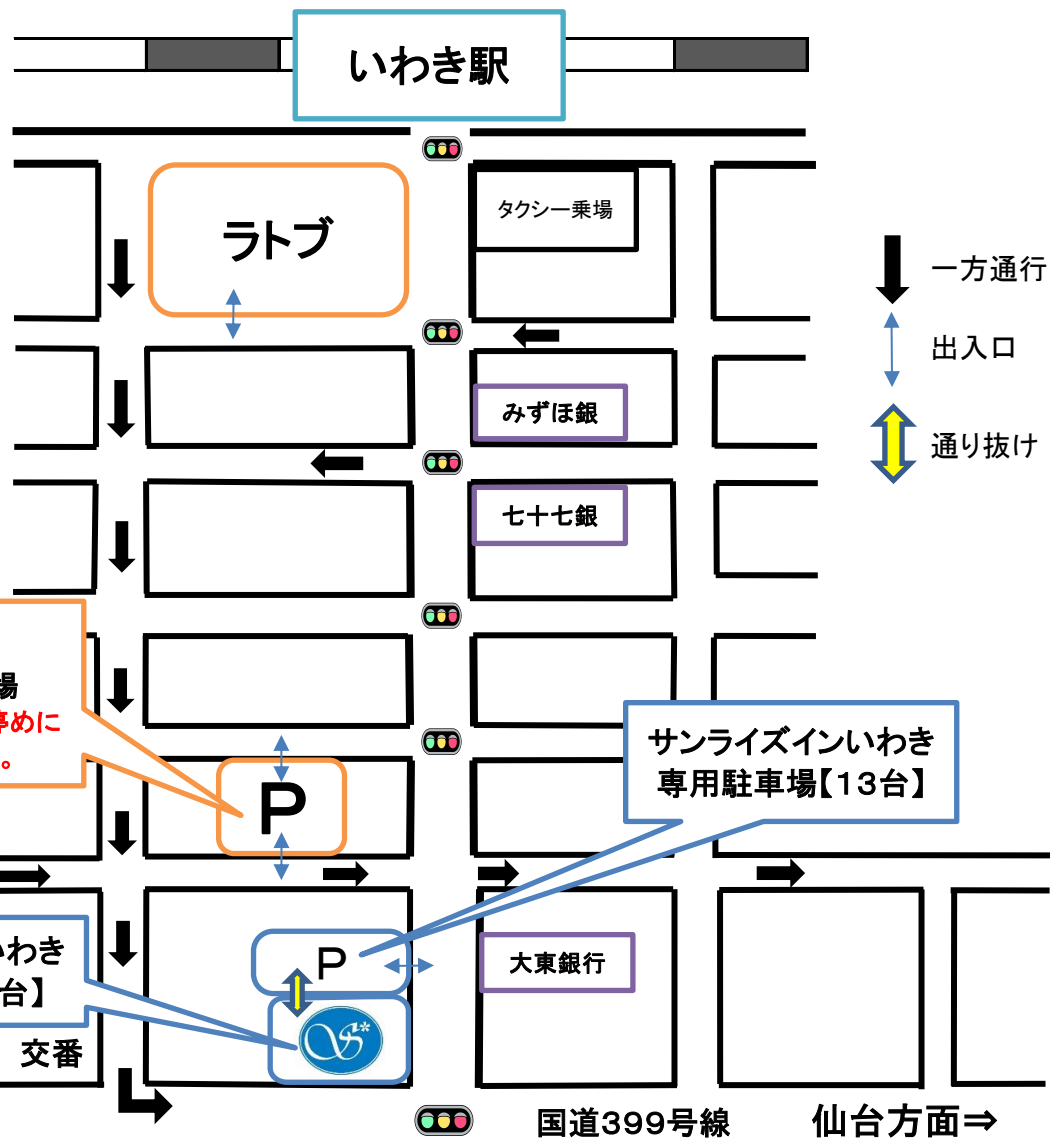 いわき駅
ラトブ
タクシー乗場
一方通行
出入口
通り抜け
みずほ銀
七十七銀
場
停めに
。
P
サンライズインいわき
専用駐車場【13台】
いわき
台】
P
大東銀行
交番
国道399号線
仙台方面⇒